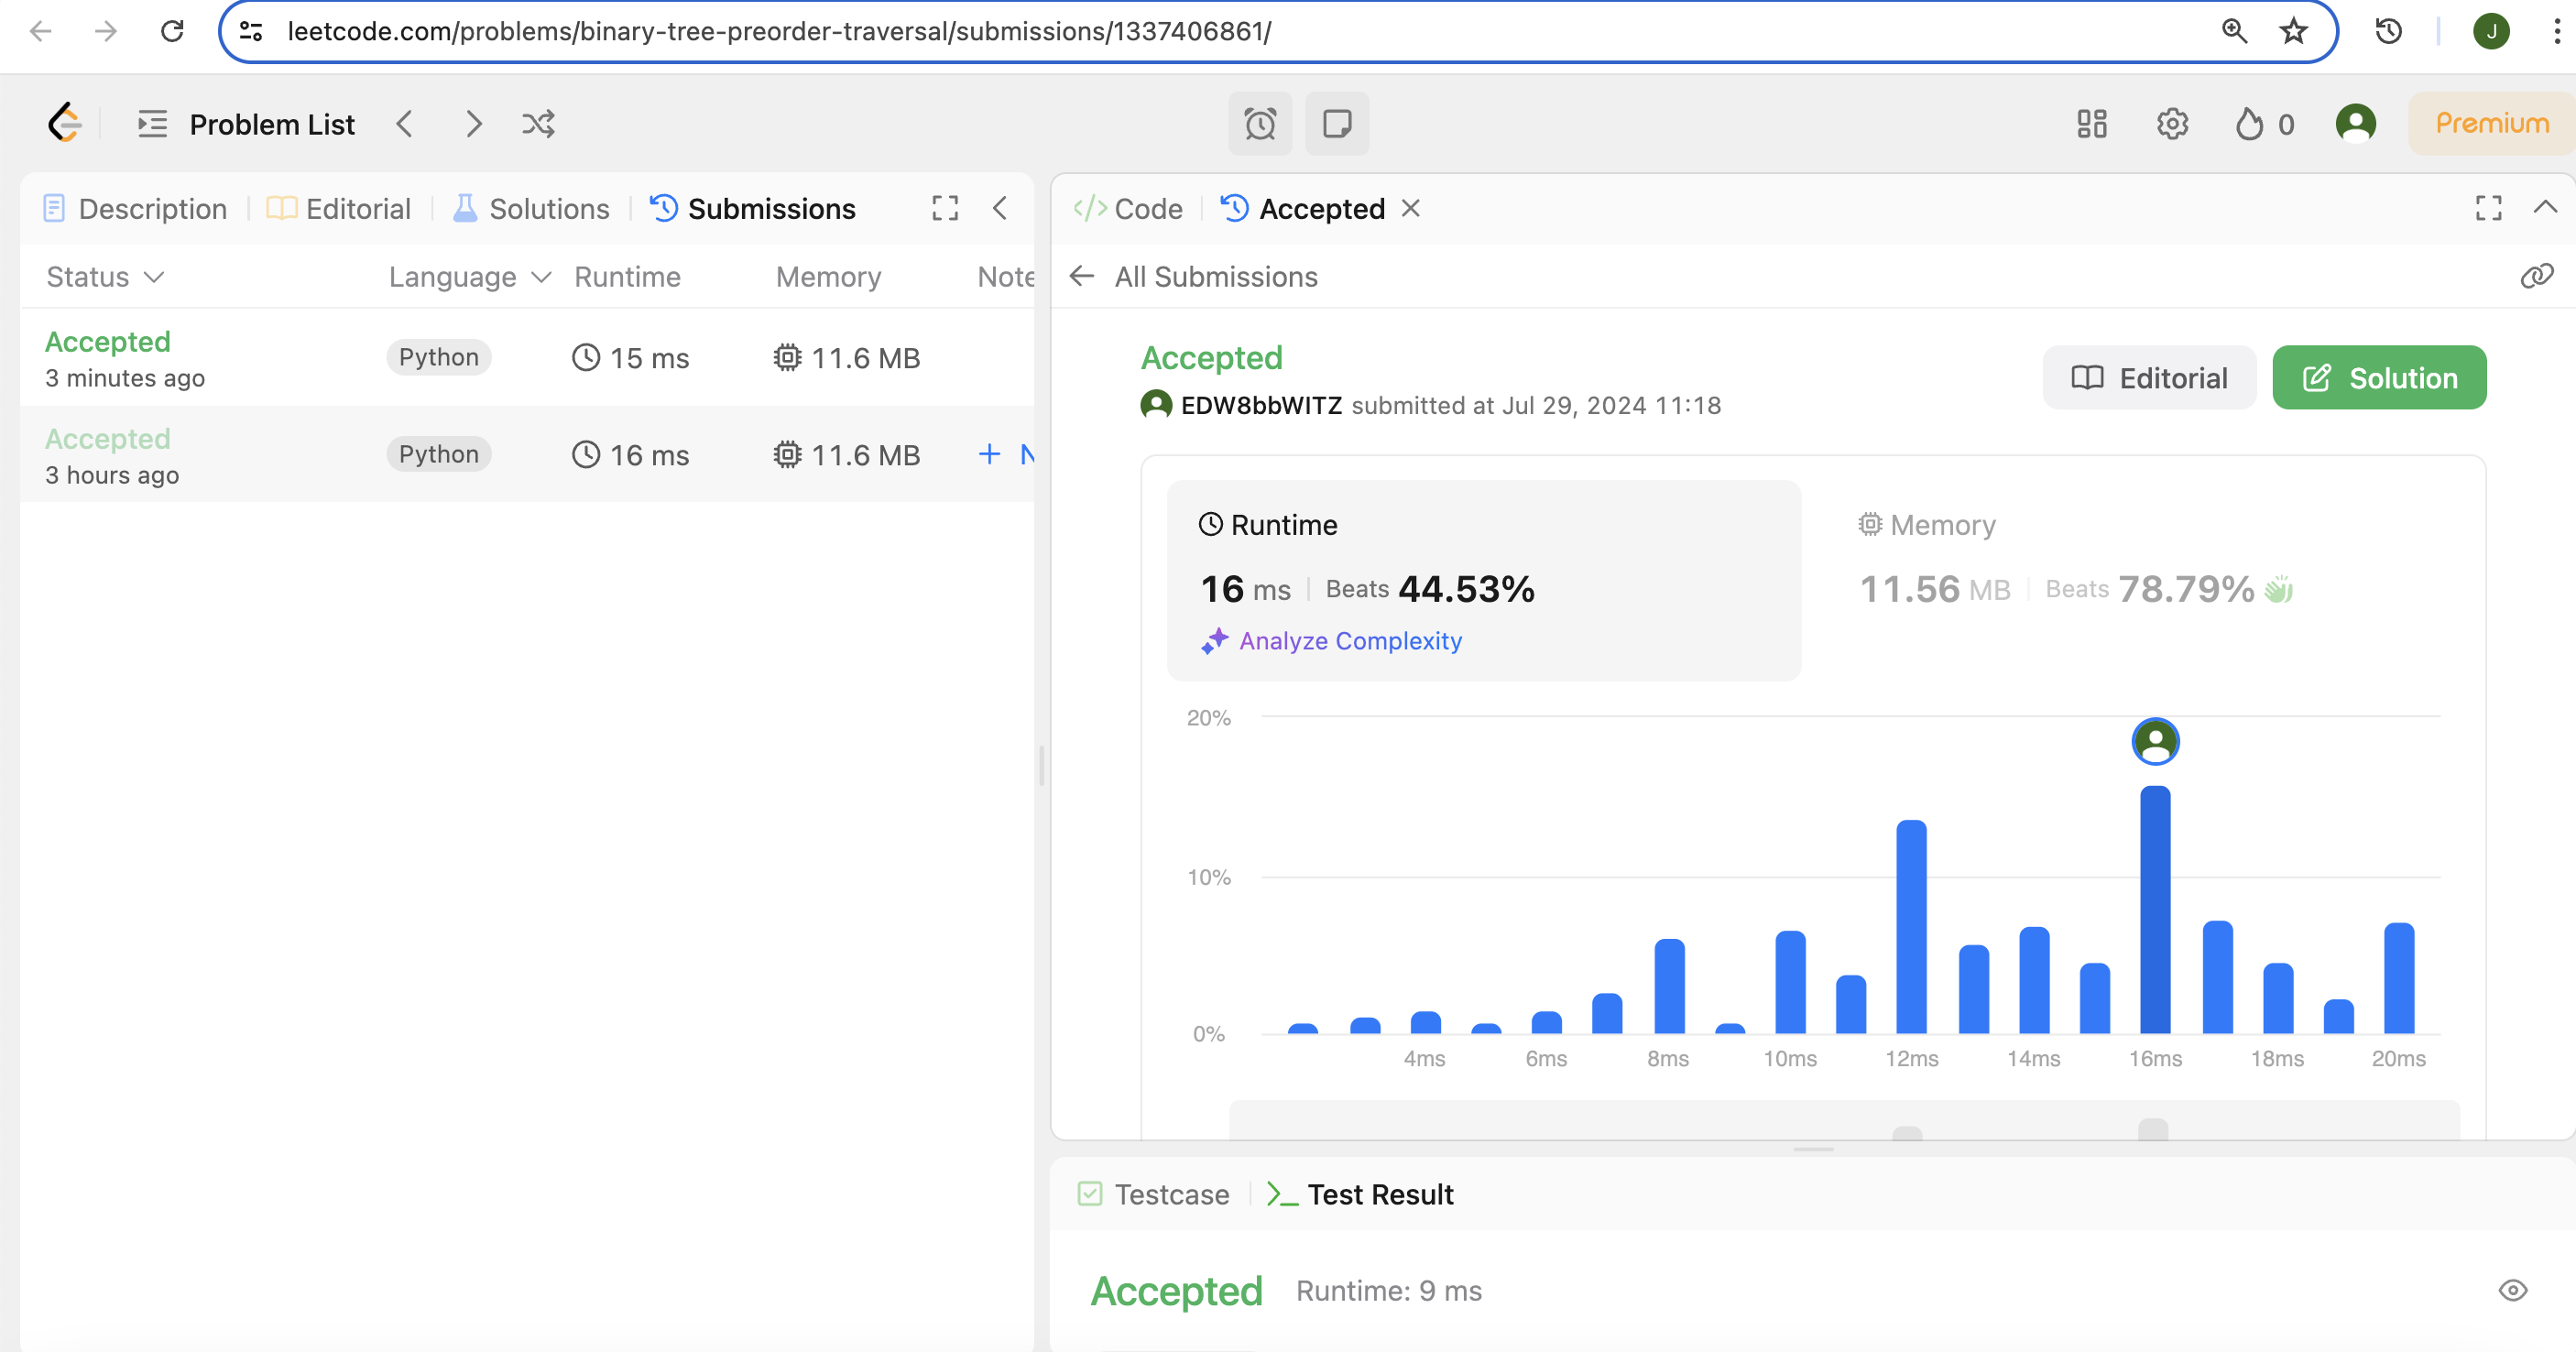 leetcode.com/problems/binary-tree-preorder-traversal/submissions/1337406861/
J
Problem List
0
Premium
Description
Editorial
Solutions
Submissions
Status
Language
Runtime
Memory
Note
Accepted
3 minutes ago
Python
15 ms
11.6 MB
Accepted
3 hours ago
Python
16 ms
11.6 MB
+ N
Code
Accepted
All Submissions
Accepted
EDW8bbWITZ submitted at Jul 29, 2024 11:18
Editorial
Solution
Runtime
16 ms | Beats 44.53%
Analyze Complexity
Memory
11.56 MB | Beats 78.79%
20%
10%
0%
4ms 6ms 8ms 10ms 12ms 14ms 16ms 18ms 20ms
Testcase
>_ Test Result
Accepted Runtime: 9 ms